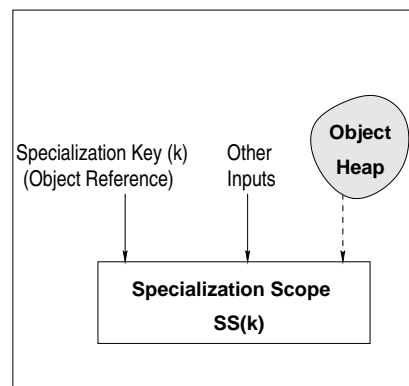 Object
Heap
Specialization Key (k)
(Object Reference)
Other
Inputs
Specialization Scope
SS(k)